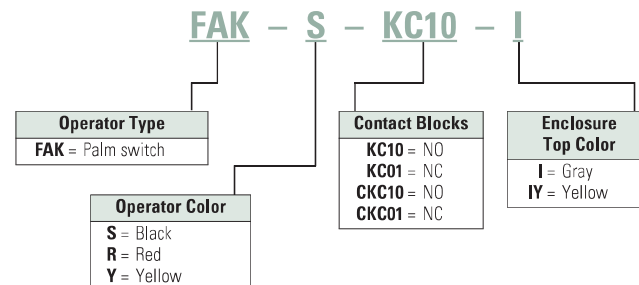 FAK – S – KC10 – I
Operator Type
FAK = Palm switch
Operator Color
S = Black
R = Red
Y = Yellow
Contact Blocks
KC10 = NO
KC01 = NC
CKC10 = NO
CKC01 = NC
Enclosure
Top Color
I = Gray
IY = Yellow